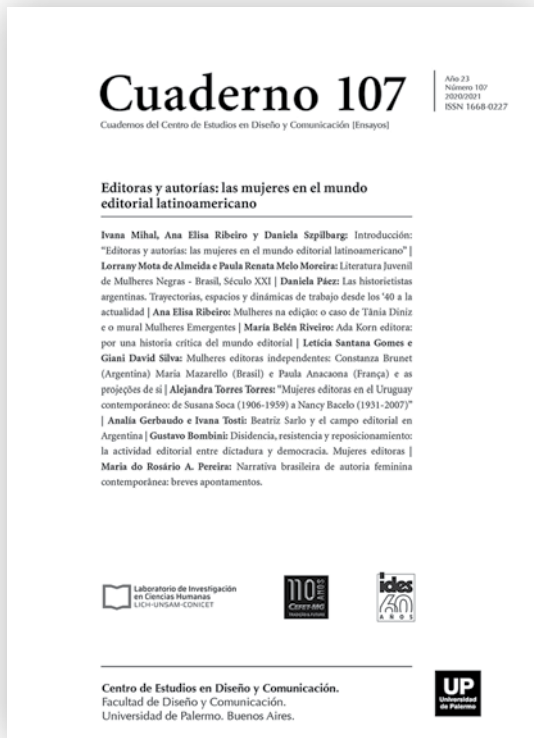 Cuaderno 107
Cuadernos del Centro de Estudios en Diseño y Comunicación [Ensayos]
Año 23
Número 107
2020/2021
ISSN 1668-0227
Editoras y autorías: las mujeres en el mundo
editorial latinoamericano
Ivana Mihal, Ana Elisa Ribeiro y Daniela Szpilbarg: Introducción:
"Editoras y autorías: las mujeres en el mundo editorial latinoamericano" |
Lorrany Mota de Almeida e Paula Renata Melo Moreira: Literatura Juvenil
de Mulheres Negras - Brasil, Século XXI | Daniela Páez: Las historietistas
argentinas. Trayectorias, espacios y dinámicas de trabajo desde los '40 a la
actualidad | Ana Elisa Ribeiro: Mulheres na edição: o caso de Tânia Diniz
e o mural Mulheres Emergentes | María Belén Riveiro: Ada Korn editora:
por una historia crítica del mundo editorial | Letícia Santana Gomes e
Giani David Silva: Mulheres editoras independentes: Constanza Brunet
(Argentina) María Mazarello (Brasil) e Paula Anacaona (França) e as
projeções de si | Alejandra Torres Torres: "Mujeres editoras en el Uruguay
contemporáneo: de Susana Soca (1906-1959) a Nancy Bacelo (1931-2007)"
| Analía Gerbaudo e Ivana Tosti: Beatriz Sarlo y el campo editorial en
Argentina | Gustavo Bombini: Disidencia, resistencia y reposicionamiento:
la actividad editorial entre dictadura y democracia. Mujeres editoras |
Maria do Rosário A. Pereira: Narrativa brasileira de autoria feminina
contemporânea: breves apontamentos.
Laboratorio de Investigación
en Ciencias Humanas
LICH-UNSAM-CONICET
110 ANOS
CEFET-MG
ides
60
AÑOS
Centro de Estudios en Diseño y Comunicación.
Facultad de Diseño y Comunicación.
Universidad de Palermo. Buenos Aires.
UP
Universidad
de Palermo